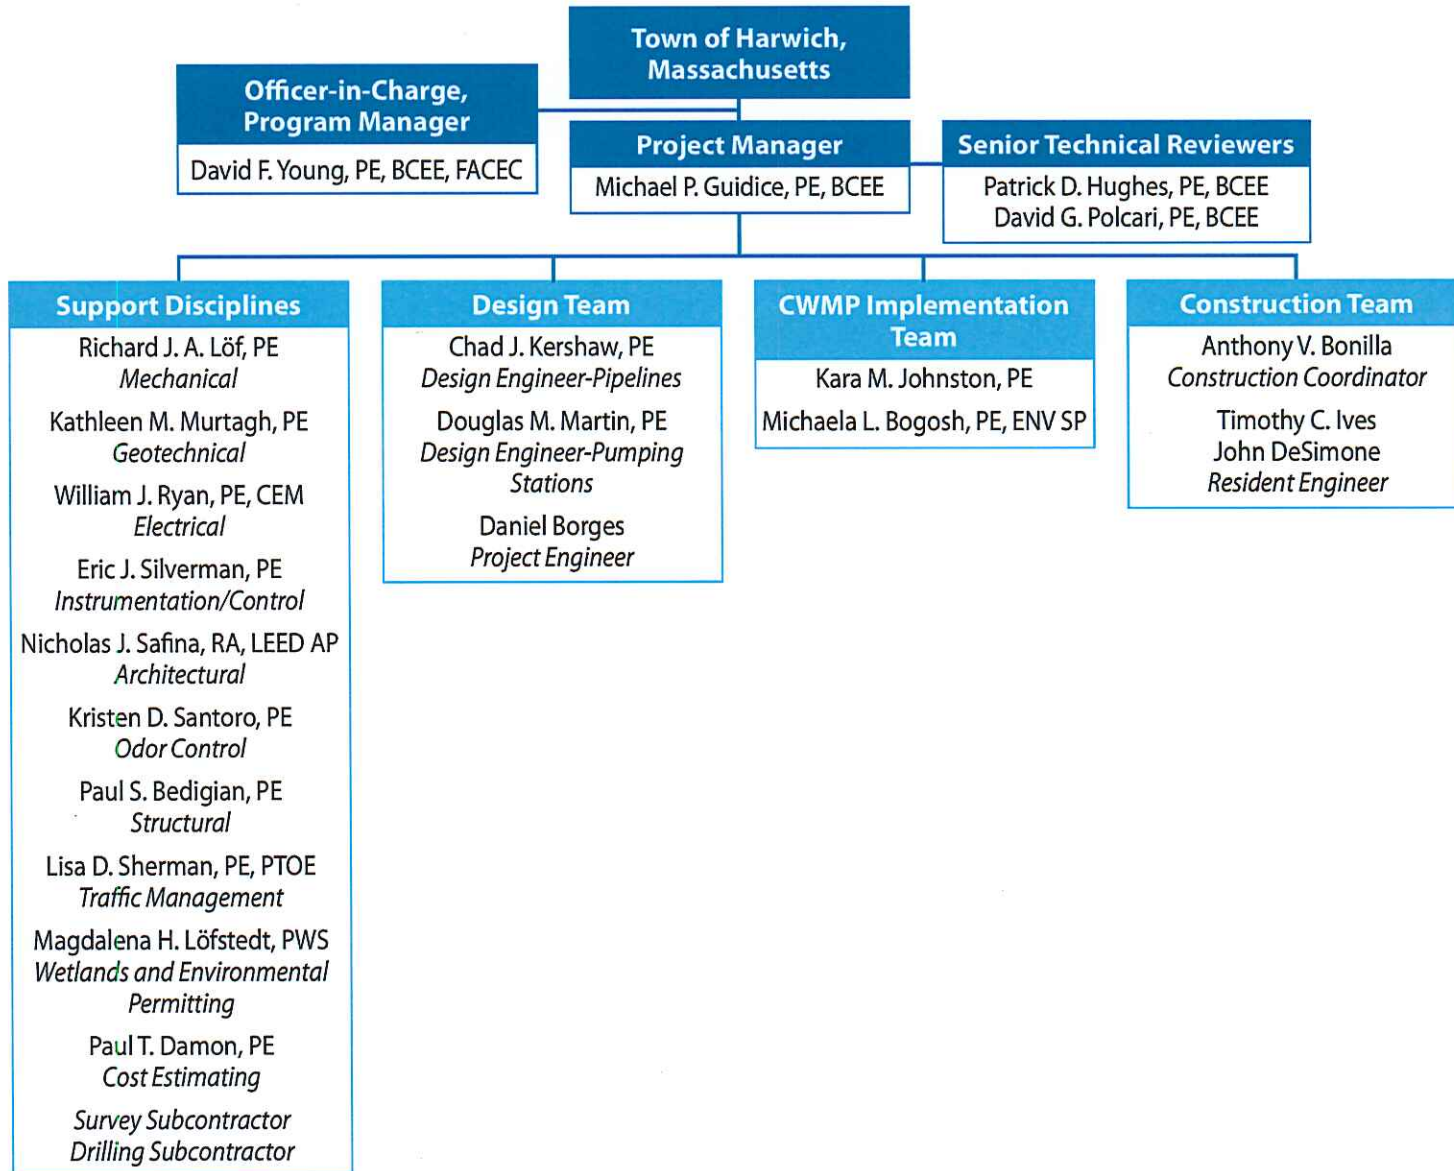 Town of Harwich,
Massachusetts
Officer-in-Charge,
Program Manager
David F. Young, PE, BCEE, FACEC
Project Manager
Michael P. Guidice, PE, BCEE
Senior Technical Reviewers
Patrick D. Hughes, PE, BCEE
David G. Polcari, PE, BCEE
Support Disciplines
Richard J. A. Löf, PE
Mechanical
Kathleen M. Murtagh, PE
Geotechnical
William J. Ryan, PE, CEM
Electrical
Eric J. Silverman, PE
Instrumentation/Control
Nicholas J. Safina, RA, LEED AP
Architectural
Kristen D. Santoro, PE
Odor Control
Paul S. Bedigian, PE
Structural
Lisa D. Sherman, PE, PTOE
Traffic Management
Magdalena H. Löfstedt, PWS
Wetlands and Environmental
Permitting
Paul T. Damon, PE
Cost Estimating
Survey Subcontractor
Drilling Subcontractor
Design Team
Chad J. Kershaw, PE
Design Engineer-Pipelines
Douglas M. Martin, PE
Design Engineer-Pumping
Stations
Daniel Borges
Project Engineer
CWMP Implementation
Team
Kara M. Johnston, PE
Michaela L. Bogosh, PE, ENV SP
Construction Team
Anthony V. Bonilla
Construction Coordinator
Timothy C. Ives
John DeSimone
Resident Engineer